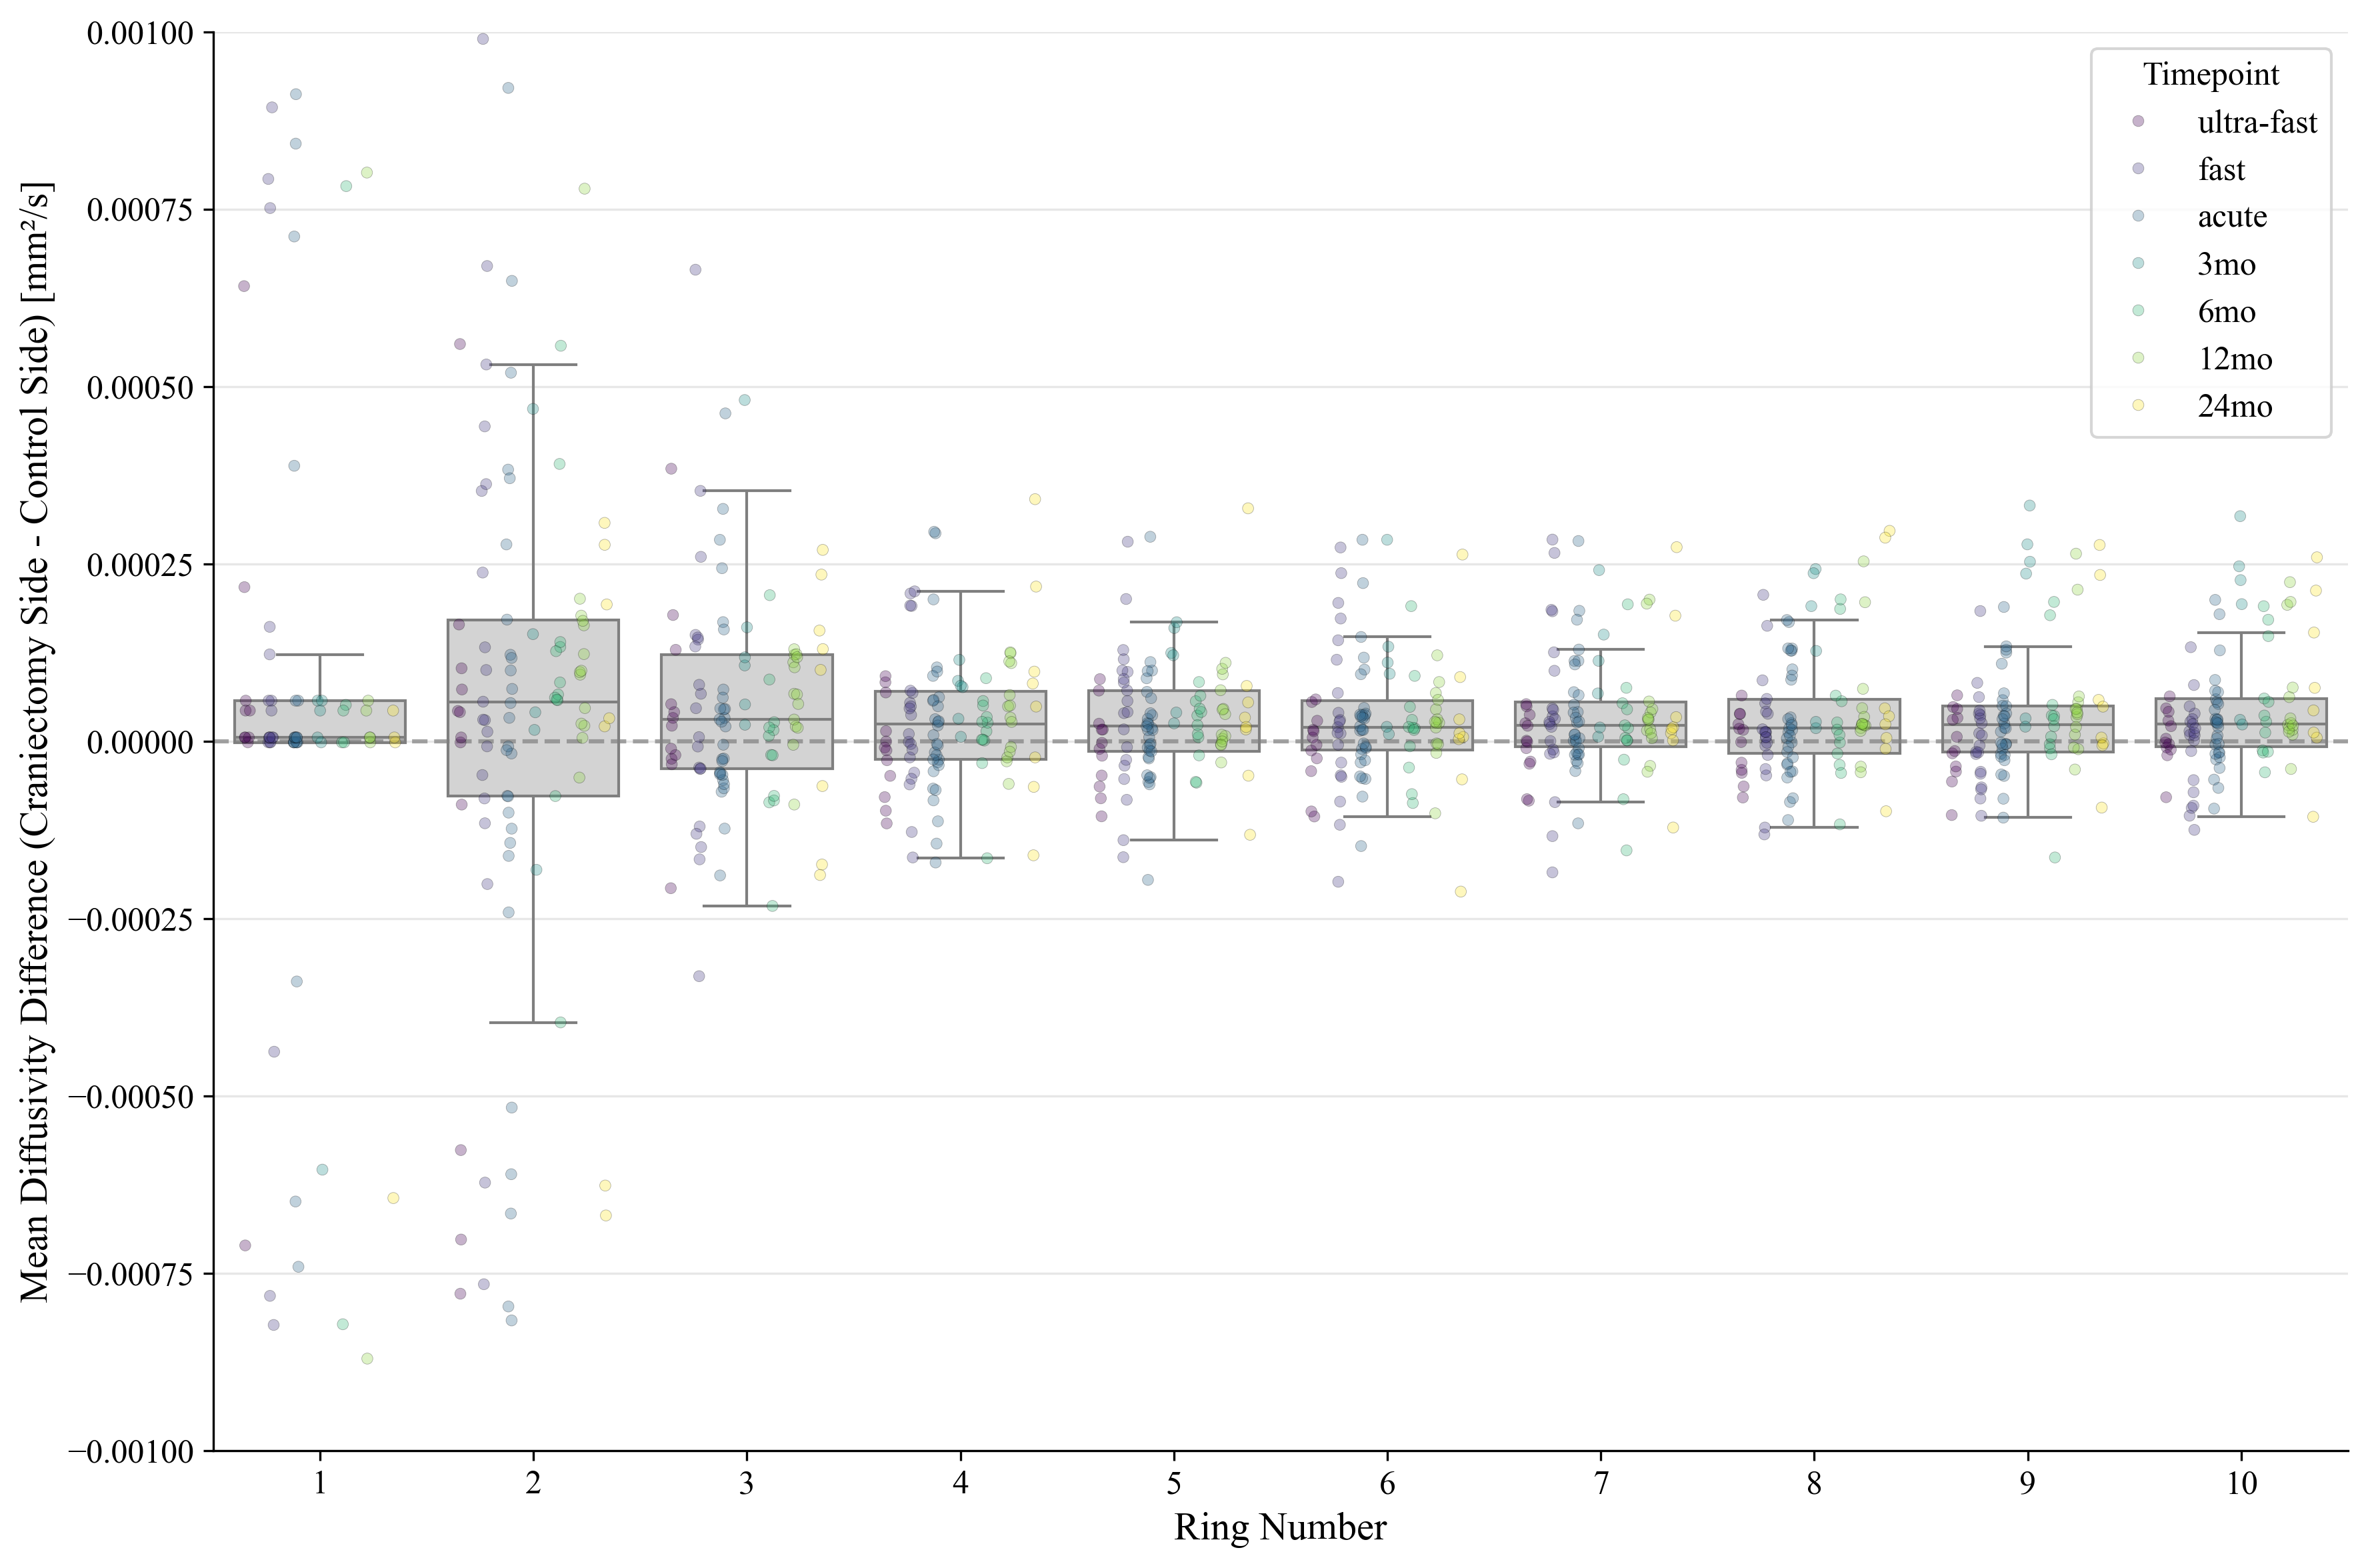 Mean Diffusivity Difference (Craniectomy Side - Control Side) [mm²/s]
0.00100
0.00075
0.00050
0.00025
0.00000
−0.00025
−0.00050
−0.00075
−0.00100
Timepoint
ultra-fast
fast
acute
3mo
6mo
12mo
24mo
1 2 3 4 5 6 7 8 9 10
Ring Number